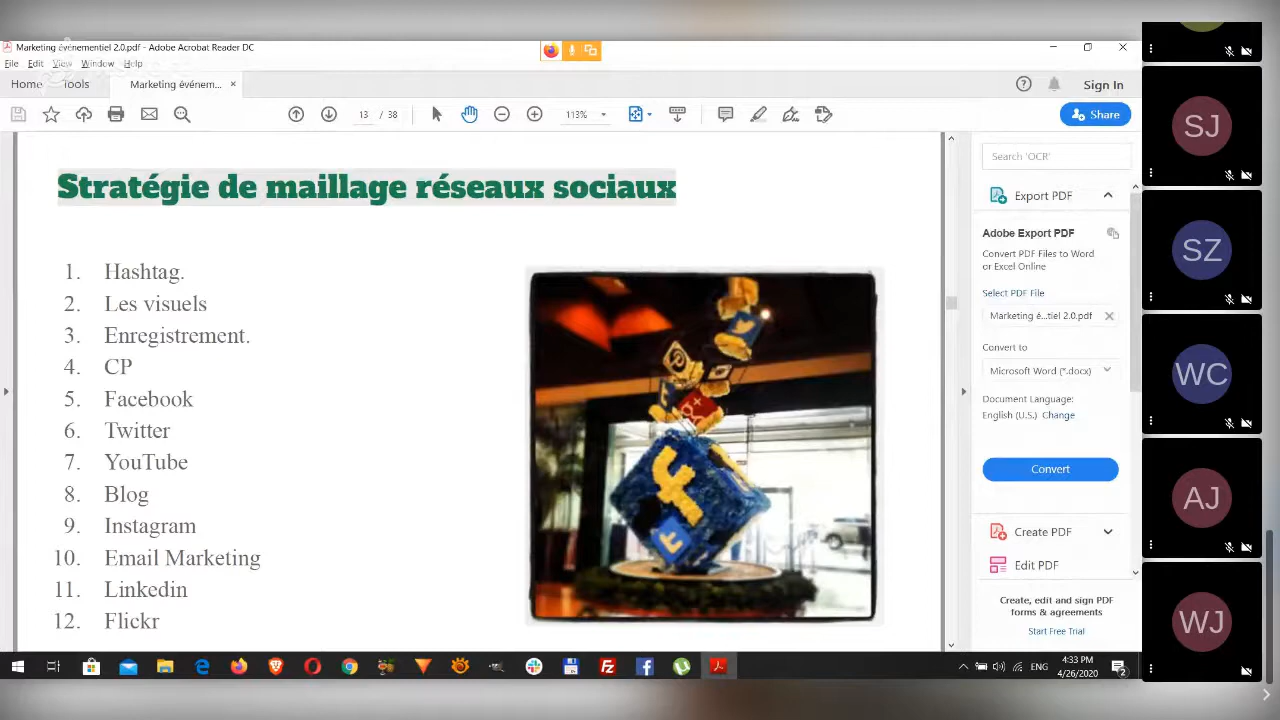 Marketing événementiel 2.0.pdf - Adobe Acrobat Reader DC
File Edit View Window Help
Home Tools Marketing événem... × Sign In
13 / 38 113% Share
Stratégie de maillage réseaux sociaux
1. Hashtag.
2. Les visuels
3. Enregistrement.
4. CP
5. Facebook
6. Twitter
7. YouTube
8. Blog
9. Instagram
10. Email Marketing
11. Linkedin
12. Flickr
Search 'OCR'
Export PDF
Adobe Export PDF
Convert PDF Files to Word
or Excel Online
Select PDF File
Marketing é...tiel 2.0.pdf ×
Convert to
Microsoft Word (*.docx)
Document Language:
English (U.S.) Change
Convert
Create PDF
Edit PDF
Create, edit and sign PDF
forms & agreements
Start Free Trial
SJ
SZ
WC
AJ
WJ
ENG
4:33 PM
4/26/2020
2